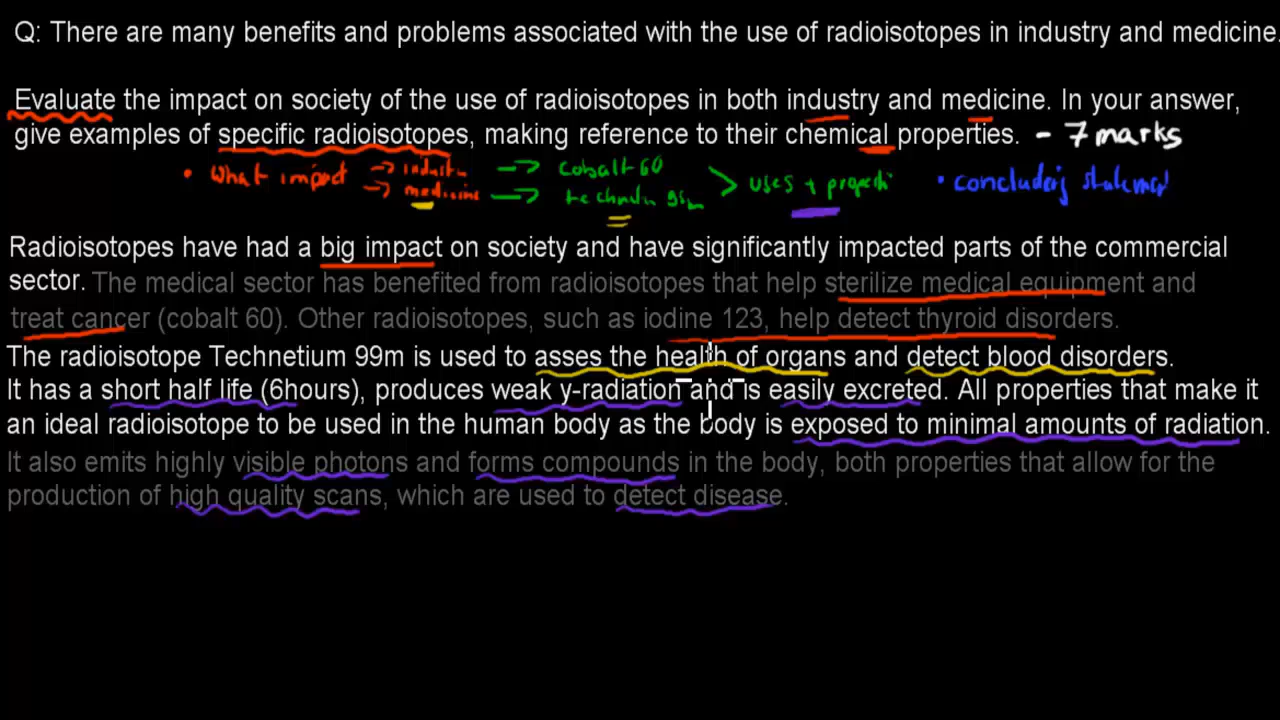 Q: There are many benefits and problems associated with the use of radioisotopes in industry and medicine.
Evaluate the impact on society of the use of radioisotopes in both industry and medicine. In your answer,
give examples of specific radioisotopes, making reference to their chemical properties. - 7 marks
• What impact → → cobalt 60
→ medicine → 99m > uses + • concluding statement
Radioisotopes have had a big impact on society and have significantly impacted parts of the commercial
sector. The medical sector has benefited from radioisotopes that help sterilize medical equipment and
treat cancer (cobalt 60). Other radioisotopes, such as iodine 123, help detect thyroid disorders.
The radioisotope Technetium 99m is used to asses the health of organs and detect blood disorders.
It has a short half life (6hours), produces weak y-radiation and is easily excreted. All properties that make it
an ideal radioisotope to be used in the human body as the body is exposed to minimal amounts of radiation.
It also emits highly visible photons and forms compounds in the body, both properties that allow for the
production of high quality scans, which are used to detect disease.